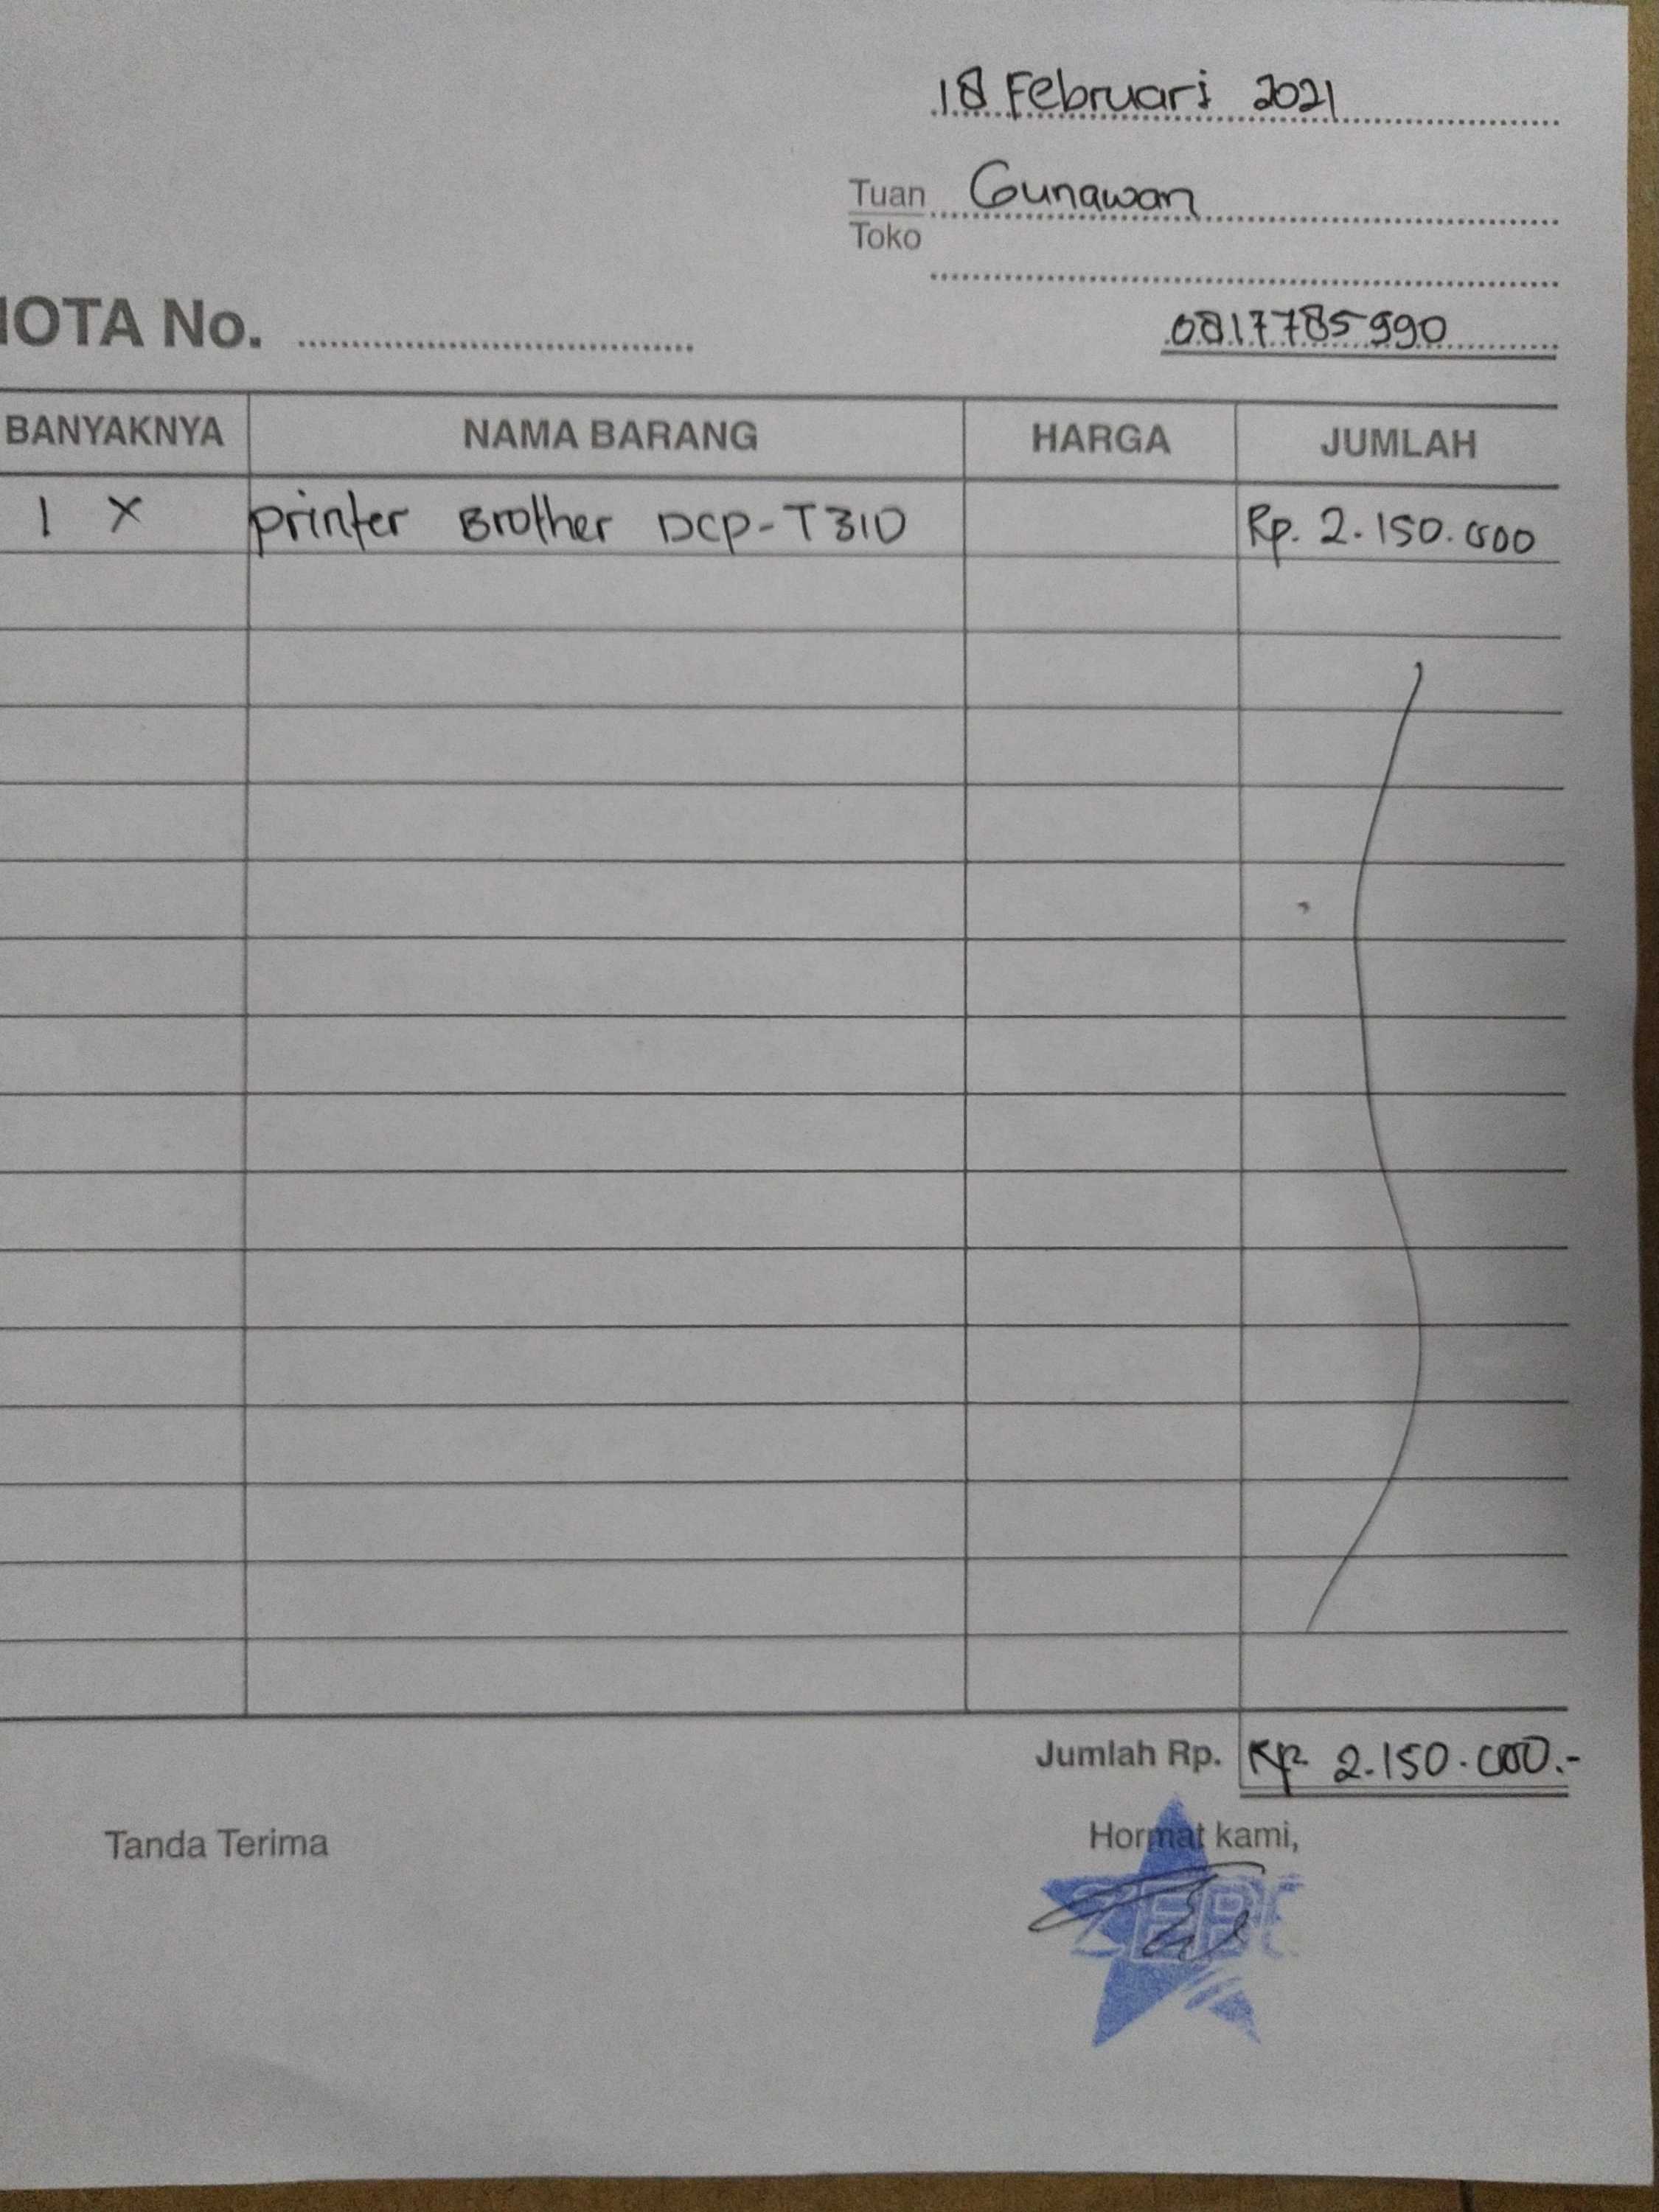 18 Februari 2021
Tuan Gunawan
Toko
IOTA No.
0817785990
BANYAKNYA NAMA BARANG HARGA JUMLAH
1 X printer Brother DCP-T310 Rp. 2.150.000
Jumlah Rp. Rp 2.150.000.-
Tanda Terima Hormat kami,